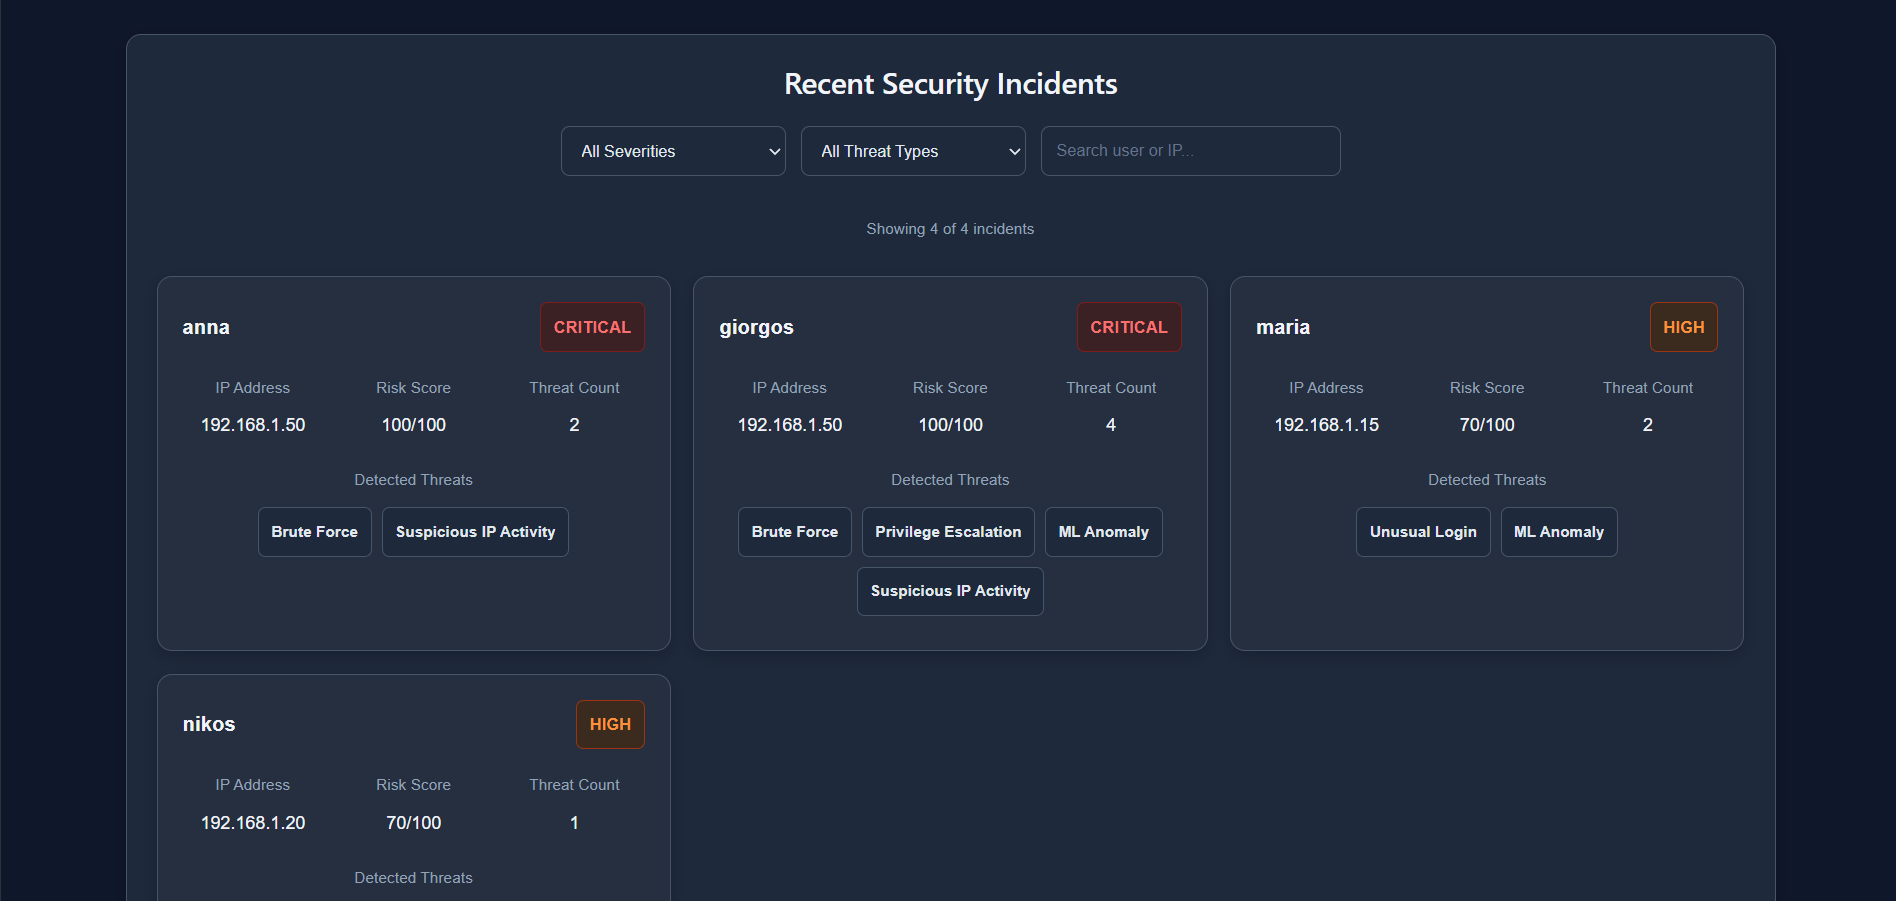 Recent Security Incidents
All Severities All Threat Types Search user or IP...
Showing 4 of 4 incidents
anna CRITICAL
IP Address Risk Score Threat Count
192.168.1.50 100/100 2
Detected Threats
Brute Force Suspicious IP Activity
giorgos CRITICAL
IP Address Risk Score Threat Count
192.168.1.50 100/100 4
Detected Threats
Brute Force Privilege Escalation ML Anomaly
Suspicious IP Activity
maria HIGH
IP Address Risk Score Threat Count
192.168.1.15 70/100 2
Detected Threats
Unusual Login ML Anomaly
nikos HIGH
IP Address Risk Score Threat Count
192.168.1.20 70/100 1
Detected Threats